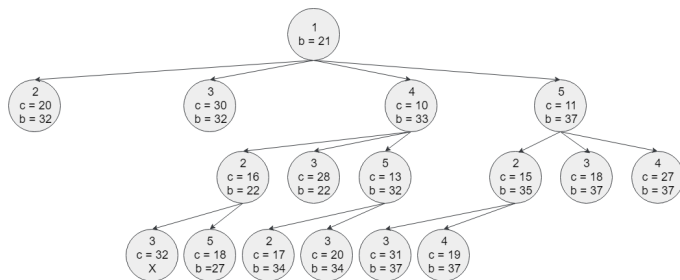 1
b = 21
2
c = 20
b = 32
3
c = 30
b = 32
4
c = 10
b = 33
5
c = 11
b = 37
2
c = 16
b = 22
3
c = 28
b = 22
5
c = 13
b = 32
2
c = 15
b = 35
3
c = 18
b = 37
4
c = 27
b = 37
3
c = 32
X
5
c = 18
b =27
2
c = 17
b = 34
3
c = 20
b = 34
3
c = 31
b = 37
4
c = 19
b = 37